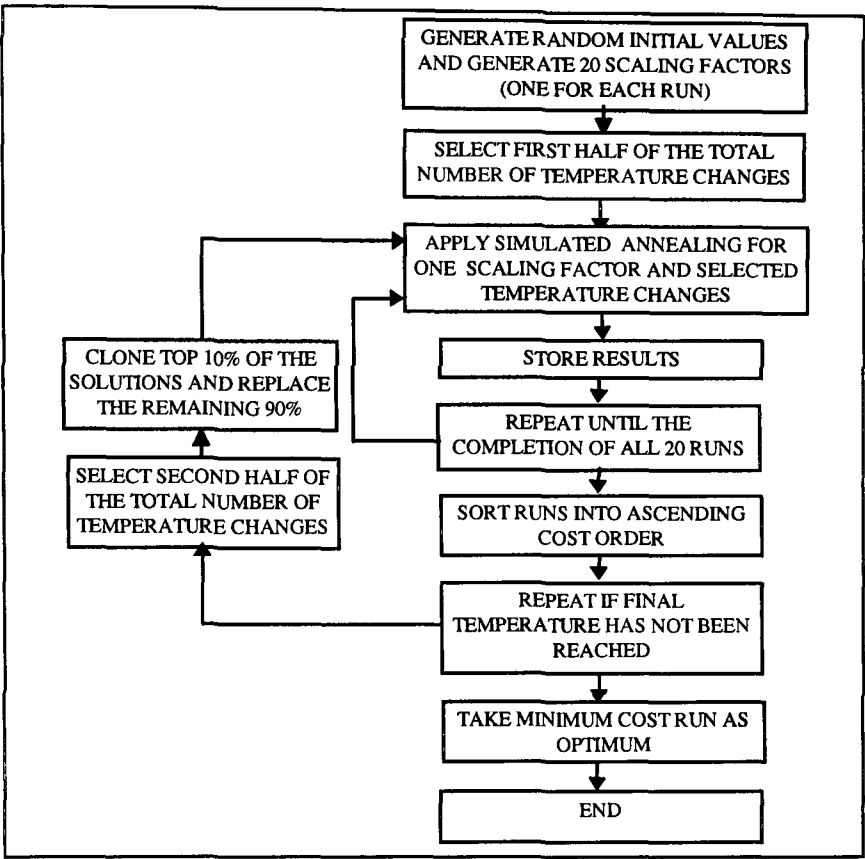 GENERATE RANDOM INITIAL VALUES
AND GENERATE 20 SCALING FACTORS
(ONE FOR EACH RUN)
SELECT FIRST HALF OF THE TOTAL
NUMBER OF TEMPERATURE CHANGES
APPLY SIMULATED ANNEALING FOR
ONE SCALING FACTOR AND SELECTED
TEMPERATURE CHANGES
STORE RESULTS
REPEAT UNTIL THE
COMPLETION OF ALL 20 RUNS
SORT RUNS INTO ASCENDING
COST ORDER
REPEAT IF FINAL
TEMPERATURE HAS NOT BEEN
REACHED
SELECT SECOND HALF OF
THE TOTAL NUMBER OF
TEMPERATURE CHANGES
CLONE TOP 10% OF THE
SOLUTIONS AND REPLACE
THE REMAINING 90%
TAKE MINIMUM COST RUN AS
OPTIMUM
END